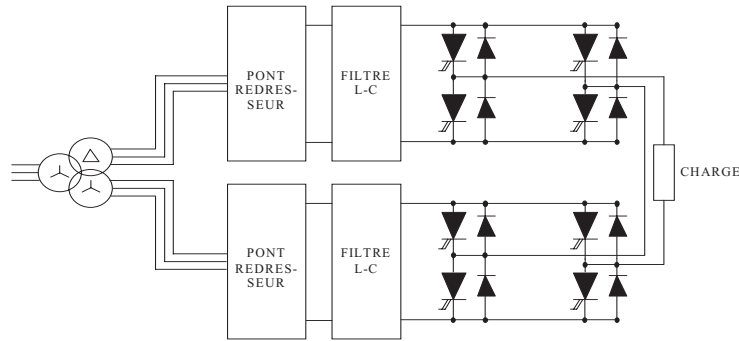 PONT
REDRES-
SEUR
FILTRE
L-C
CHARGE
PONT
REDRES-
SEUR
FILTRE
L-C